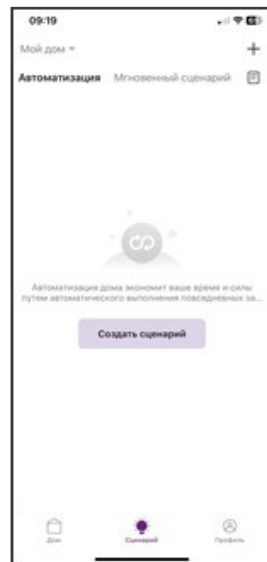 09:19
Мой дом
Автоматизация Мгновенный сценарий
Автоматизация дома экономит ваше время и силы
путем автоматического выполнения повседневных за...
Создать сценарий
Дом Сценарий Профиль